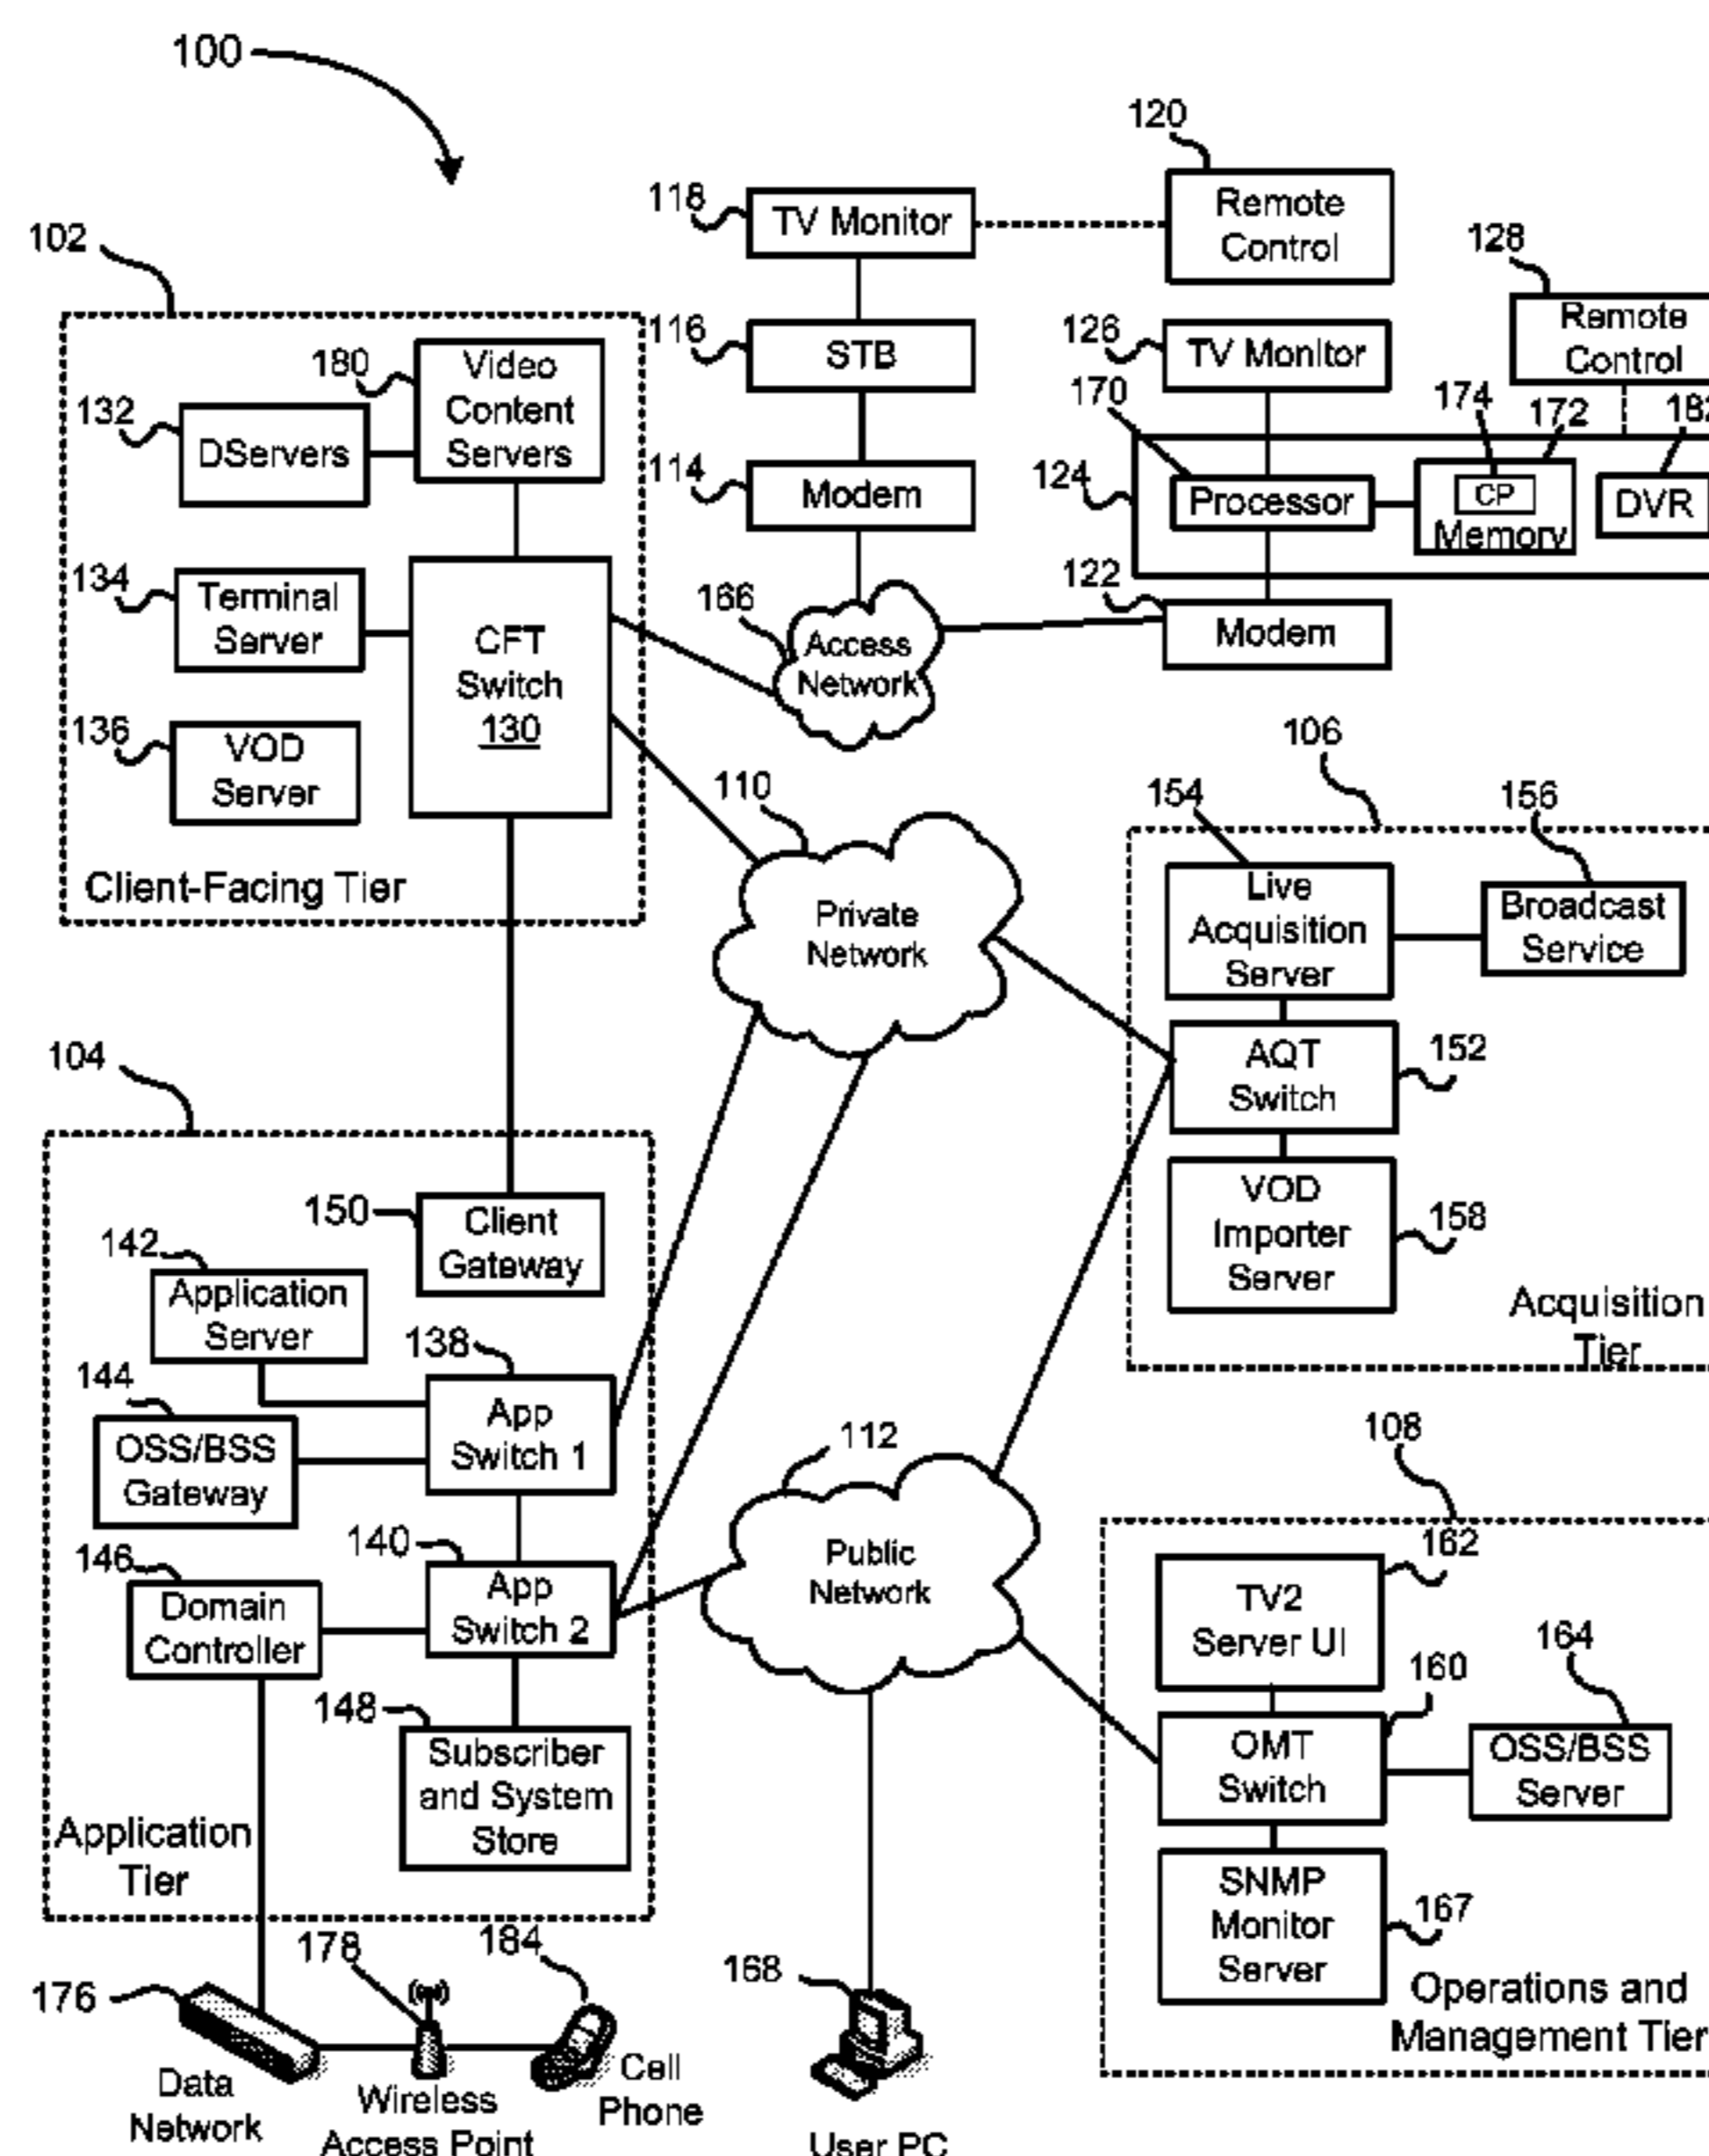 100
120
118
TV Monitor
Remote
Control
102
128
Remote
Control
116
STB
126
TV Monitor
180
Video
Content
Servers
132
DServers
170
174
172
182
114
Modem
124
Processor
CP
Memory
DVR
134
Terminal
Server
CFT
Switch
130
122
Modem
166
Access
Network
136
VOD
Server
Client-Facing Tier
110
Private
Network
106
154
156
Live
Acquisition
Server
Broadcast
Service
AQT
Switch
152
VOD
Importer
Server
158
Acquisition
Tier
104
150
Client
Gateway
142
Application
Server
138
App
Switch 1
144
OSS/BSS
Gateway
140
App
Switch 2
146
Domain
Controller
148
Subscriber
and System
Store
Application
Tier
112
Public
Network
108
162
TV2
Server UI
164
160
OMT
Switch
OSS/BSS
Server
SNMP
Monitor
Server
167
Operations and
Management Tier
176
178
184
168
Data
Network
Wireless
Access Point
Cell
Phone
User PC